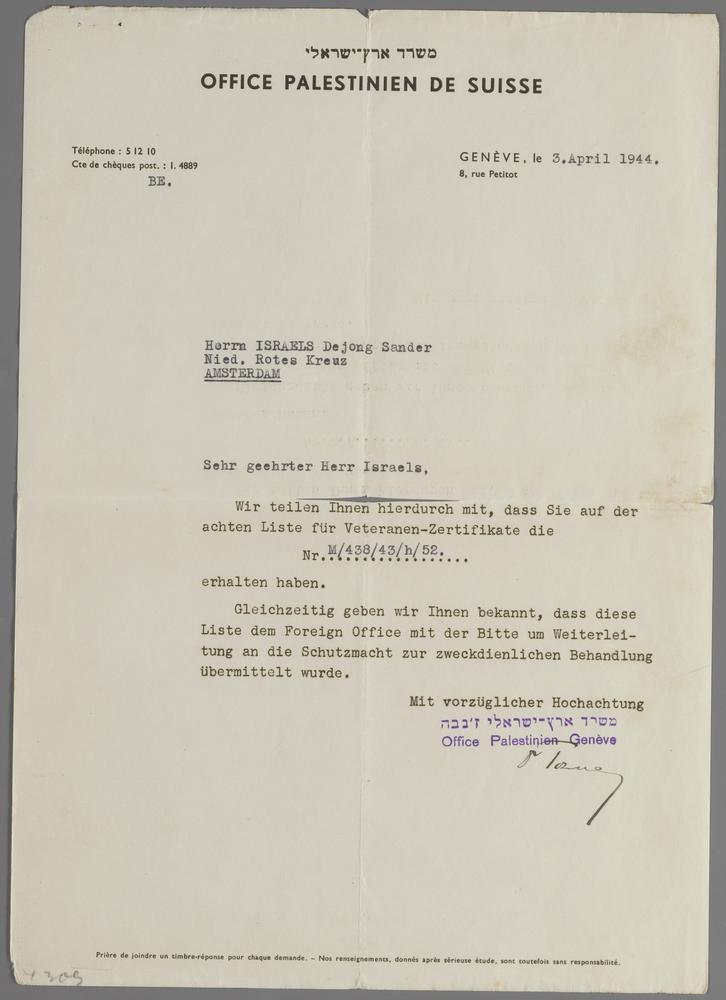 משרד ארץ־ישראלי
OFFICE PALESTINIEN DE SUISSE
Téléphone : 5 12 10
Cte de chèques post. : I. 4889
BE.
GENÈVE, le 3.April 1944.
8, rue Petitot
Herrn ISRAELS Dejong Sander
Nied. Rotes Kreuz
AMSTERDAM
Sehr geehrter Herr Israels,
Wir teilen Ihnen hierdurch mit, dass Sie auf der
achten Liste für Veteranen-Zertifikate die
Nr. M/438/43/h/52.
erhalten haben.
Gleichzeitig geben wir Ihnen bekannt, dass diese
Liste dem Foreign Office mit der Bitte um Weiterlei-
tung an die Schutzmacht zur zweckdienlichen Behandlung
übermittelt wurde.
Mit vorzüglicher Hochachtung
משרד ארץ־ישראלי ז'נבה
Office Palestinien Genève
Prière de joindre un timbre-réponse pour chaque demande. – Nos renseignements, donnés après sérieuse étude, sont toutefois sans responsabilité.